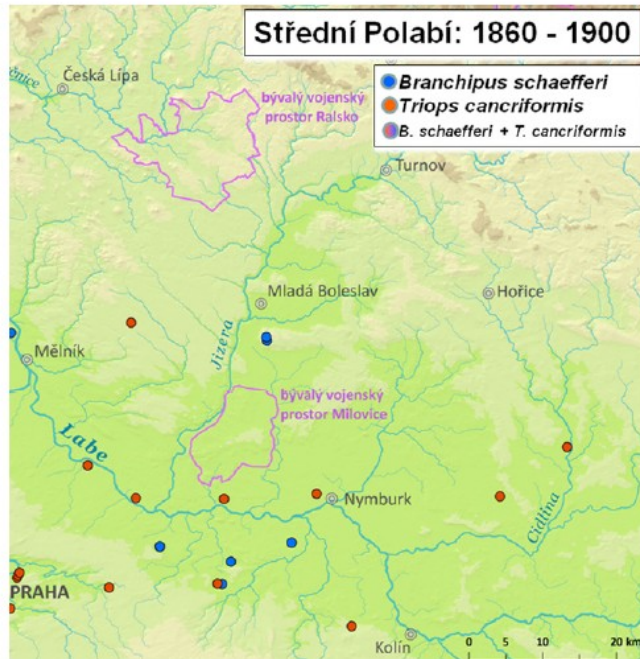 Střední Polabí: 1860 - 1900
Branchipus schaefferi
Triops cancriformis
B. schaefferi + T. cancriformis
Česká Lípa
bývalý vojenský
prostor Ralsko
Turnov
Mladá Boleslav
Hořice
Jizera
Mělník
bývalý vojenský
prostor Milovice
Labe
Nymburk
Cidlina
PRAHA
Kolín
0 5 10 20 km